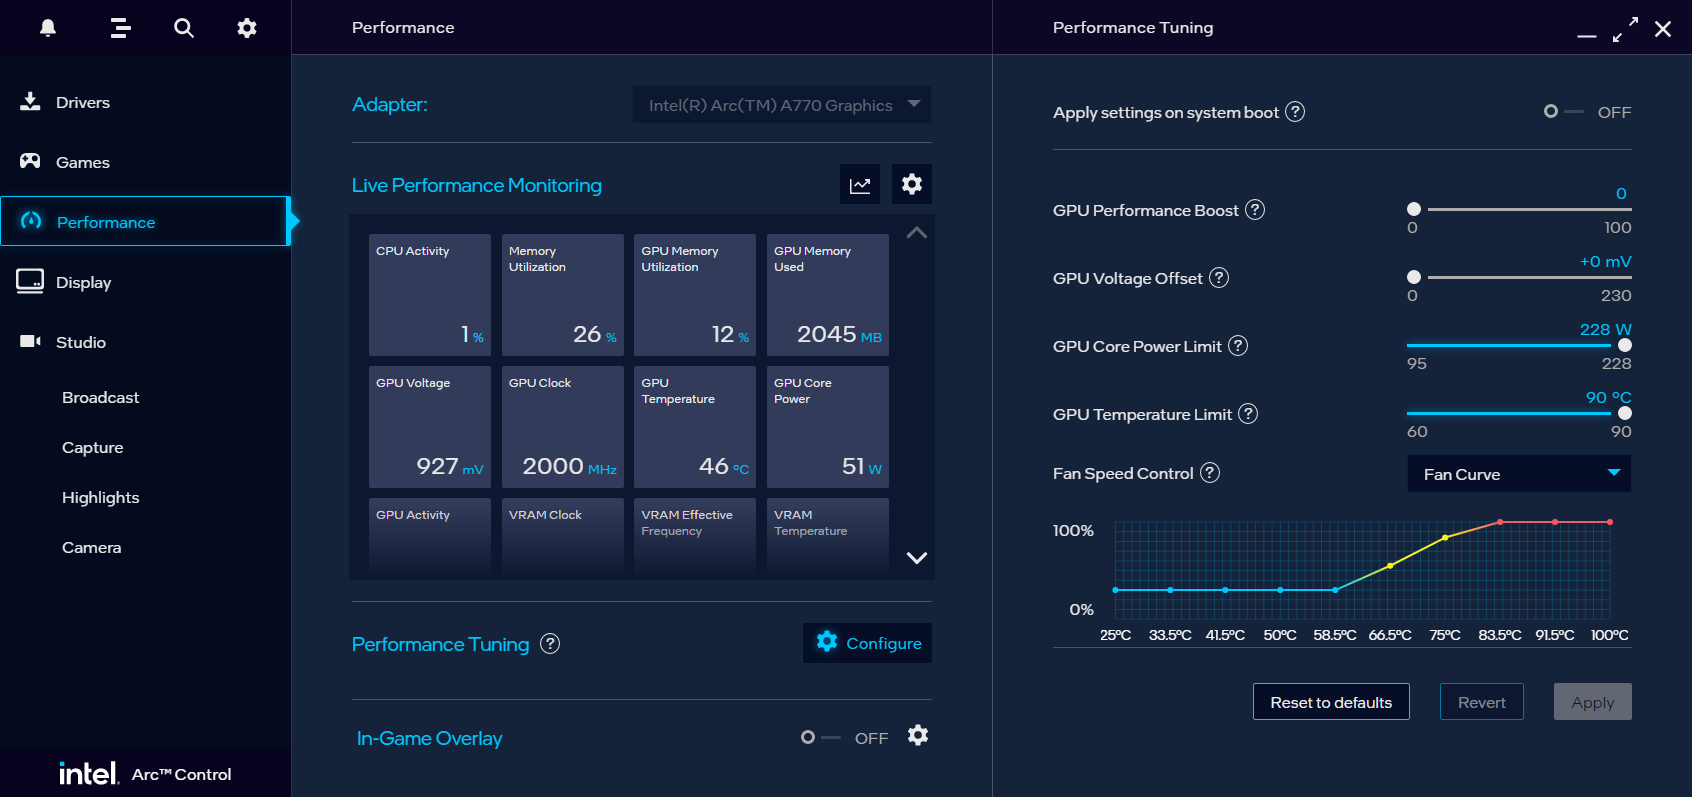 Performance
Performance Tuning
Drivers
Games
Performance
Display
Studio
Broadcast
Capture
Highlights
Camera
intel.
Arc™ Control
Adapter:
Intel(R) Arc(TM) A770 Graphics
Live Performance Monitoring
CPU Activity
1 %
Memory
Utilization
26 %
GPU Memory
Utilization
12 %
GPU Memory
Used
2045 MB
GPU Voltage
927 mV
GPU Clock
2000 MHz
GPU
Temperature
46 °C
GPU Core
Power
51 W
GPU Activity
VRAM Clock
VRAM Effective
Frequency
VRAM
Temperature
Performance Tuning ?
Configure
In-Game Overlay
OFF
Apply settings on system boot ?
OFF
GPU Performance Boost ?
0
0
100
GPU Voltage Offset ?
+0 mV
0
230
GPU Core Power Limit ?
228 W
95
228
GPU Temperature Limit ?
90 °C
60
90
Fan Speed Control ?
Fan Curve
100%
0%
25°C 33.5°C 41.5°C 50°C 58.5°C 66.5°C 75°C 83.5°C 91.5°C 100°C
Reset to defaults
Revert
Apply